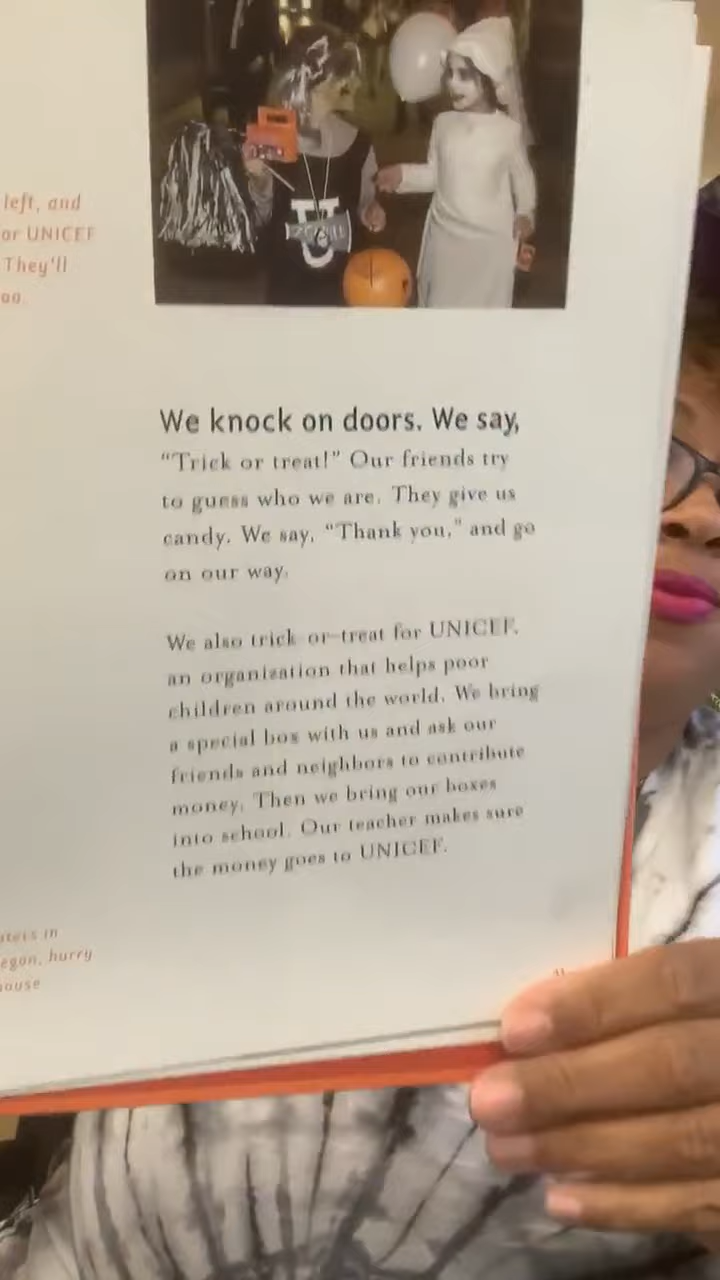 left, and
or UNICEF
They'll
We knock on doors. We say,
"Trick or treat!" Our friends try
to guess who we are. They give us
candy. We say, "Thank you," and go
on our way.
We also trick-or-treat for UNICEF,
an organization that helps poor
children around the world. We bring
a special box with us and ask our
friends and neighbors to contribute
money. Then we bring our boxes
into school. Our teacher makes sure
the money goes to UNICEF.
in
egon, hurry
ouse